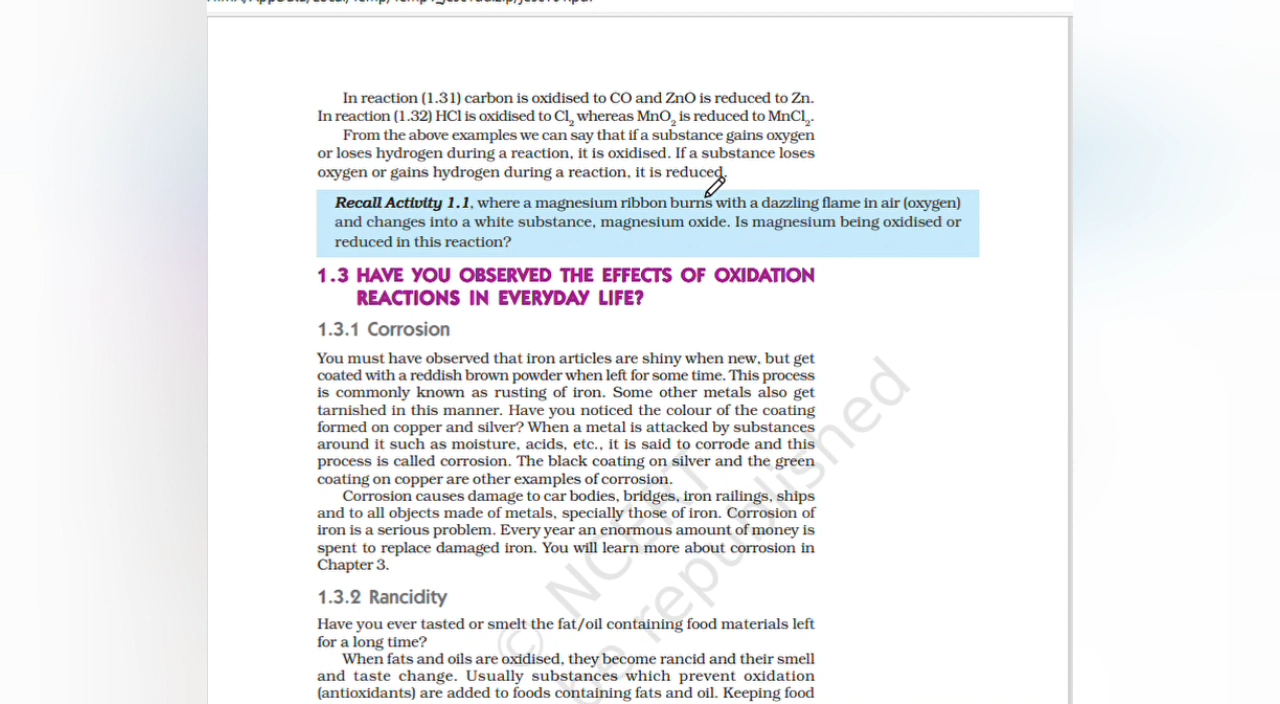 In reaction (1.31) carbon is oxidised to CO and ZnO is reduced to Zn.
In reaction (1.32) HCl is oxidised to Cl₂ whereas MnO₂ is reduced to MnCl₂.
From the above examples we can say that if a substance gains oxygen
or loses hydrogen during a reaction, it is oxidised. If a substance loses
oxygen or gains hydrogen during a reaction, it is reduced.
Recall Activity 1.1, where a magnesium ribbon burns with a dazzling flame in air (oxygen)
and changes into a white substance, magnesium oxide. Is magnesium being oxidised or
reduced in this reaction?
1.3 HAVE YOU OBSERVED THE EFFECTS OF OXIDATION
REACTIONS IN EVERYDAY LIFE?
1.3.1 Corrosion
You must have observed that iron articles are shiny when new, but get
coated with a reddish brown powder when left for some time. This process
is commonly known as rusting of iron. Some other metals also get
tarnished in this manner. Have you noticed the colour of the coating
formed on copper and silver? When a metal is attacked by substances
around it such as moisture, acids, etc., it is said to corrode and this
process is called corrosion. The black coating on silver and the green
coating on copper are other examples of corrosion.
Corrosion causes damage to car bodies, bridges, iron railings, ships
and to all objects made of metals, specially those of iron. Corrosion of
iron is a serious problem. Every year an enormous amount of money is
spent to replace damaged iron. You will learn more about corrosion in
Chapter 3.
1.3.2 Rancidity
Have you ever tasted or smelt the fat/oil containing food materials left
for a long time?
When fats and oils are oxidised, they become rancid and their smell
and taste change. Usually substances which prevent oxidation
(antioxidants) are added to foods containing fats and oil. Keeping food
© NCERT
be republished